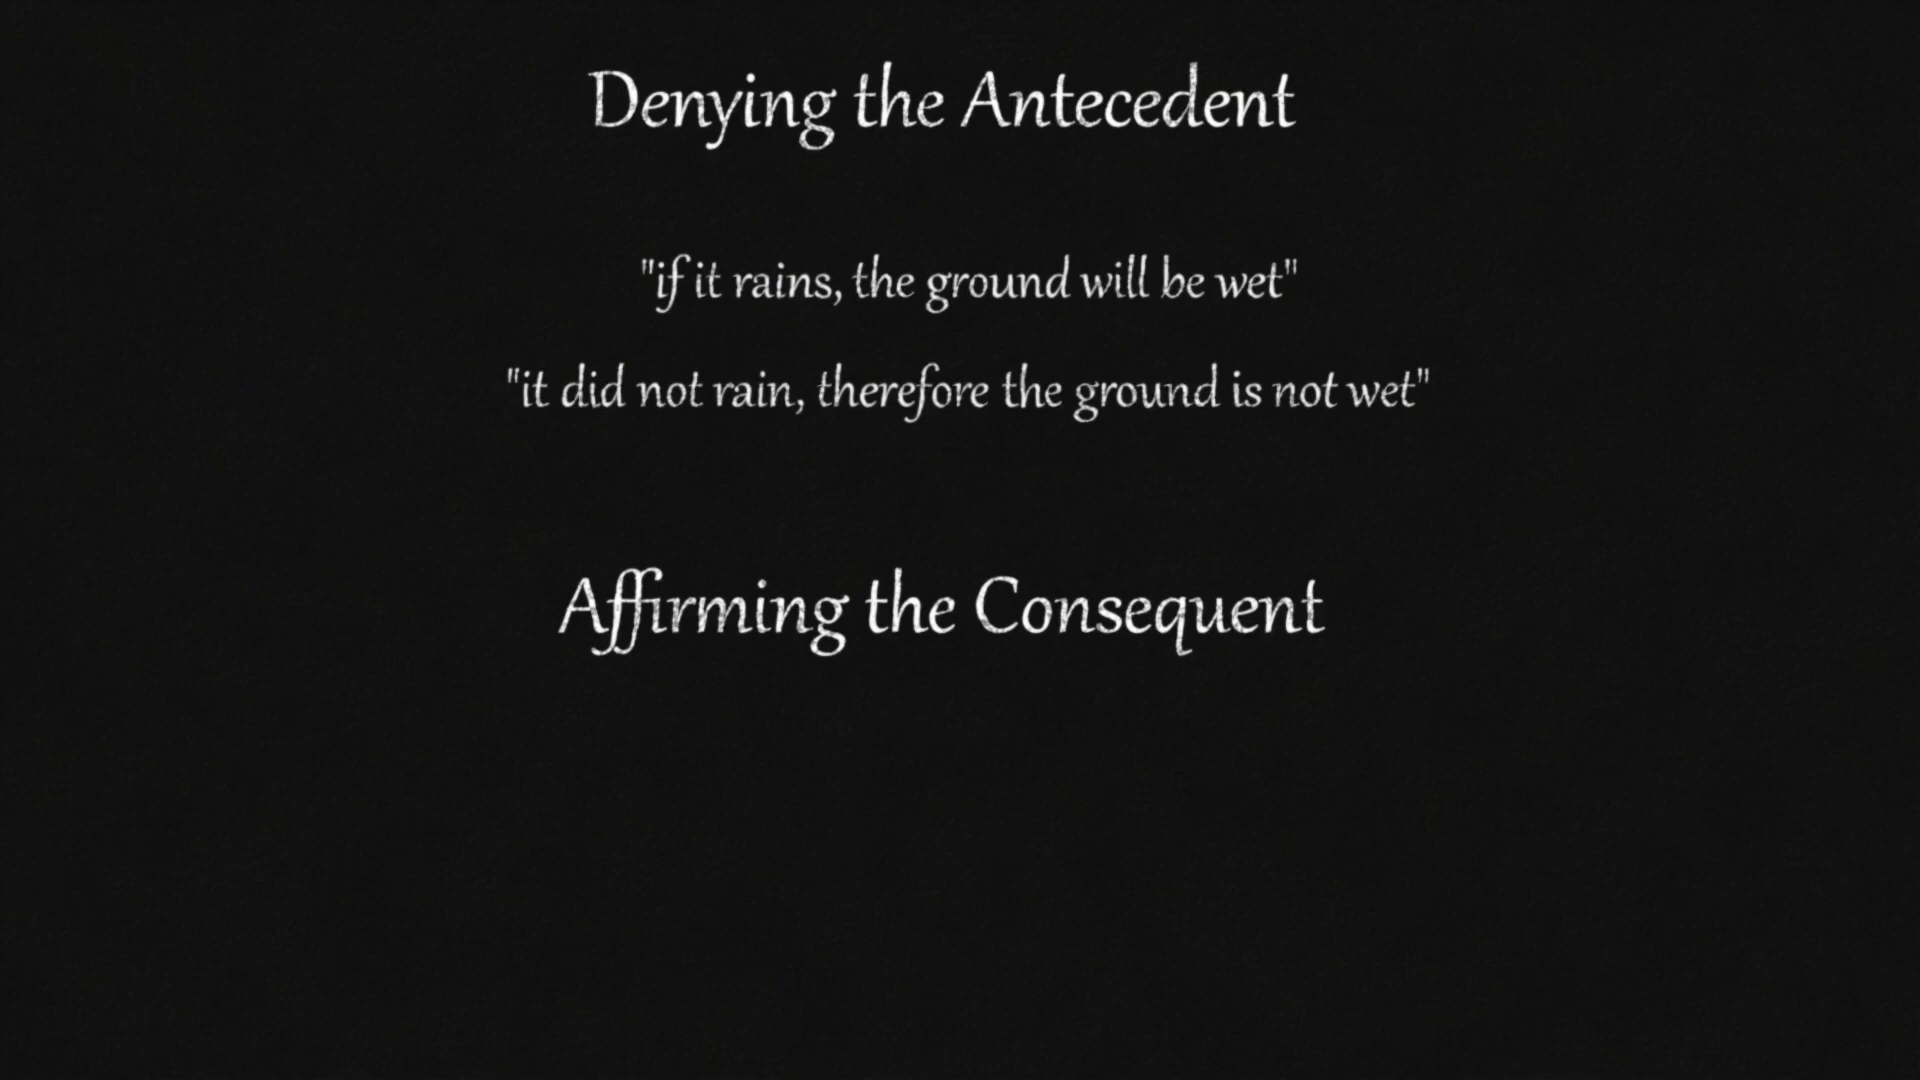 Denying the Antecedent
"if it rains, the ground will be wet"
"it did not rain, therefore the ground is not wet"
Affirming the Consequent